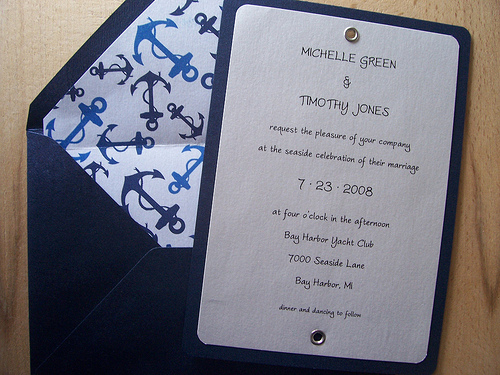 MICHELLE GREEN
&
TIMOTHY JONES
request the pleasure of your company
at the seaside celebration of their marriage
7 · 23 · 2008
at four o'clock in the afternoon
Bay Harbor Yacht Club
7000 Seaside Lane
Bay Harbor, MI
dinner and dancing to follow